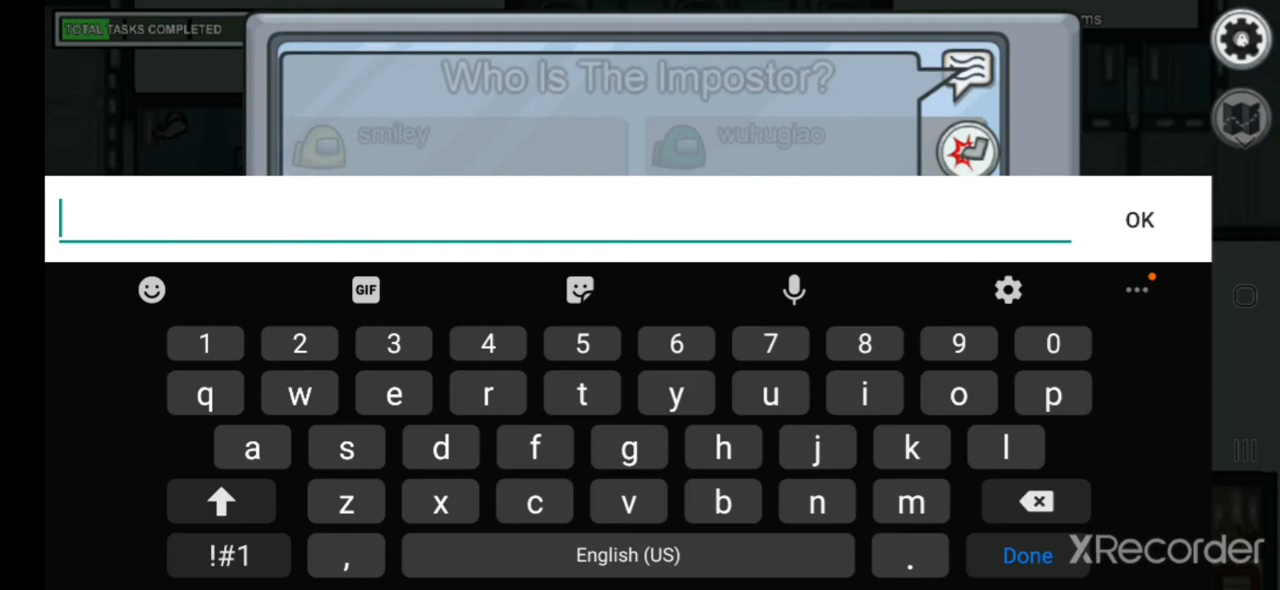 TOTAL TASKS COMPLETED
ms
Who Is The Impostor?
smiley
wuhugiao
OK
GIF
1 2 3 4 5 6 7 8 9 0
q w e r t y u i o p
a s d f g h j k l
z x c v b n m
!#1 , English (US) . Done
XRecorder